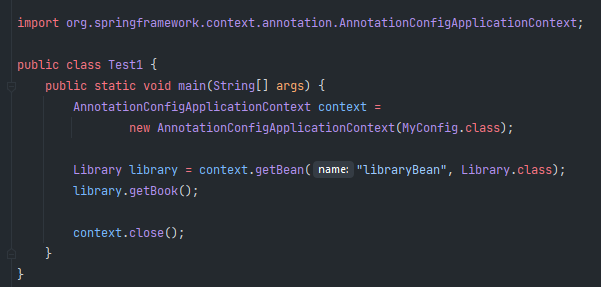 import org.springframework.context.annotation.AnnotationConfigApplicationContext;
public class Test1 {
public static void main(String[] args) {
AnnotationConfigApplicationContext context =
new AnnotationConfigApplicationContext(MyConfig.class);
Library library = context.getBean( name: "libraryBean", Library.class);
library.getBook();
context.close();
}
}